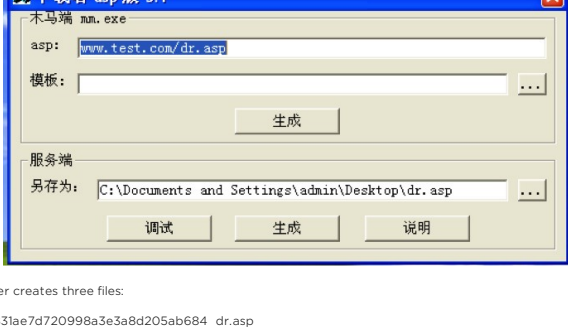 木马端 mm.exe
asp: www.test.com/dr.asp
模板: ...
生成
服务端
另存为: C:\Documents and Settings\admin\Desktop\dr.asp ...
调试 生成 说明
er creates three files:
31ae7d720998a3e3a8d205ab684_dr.asp